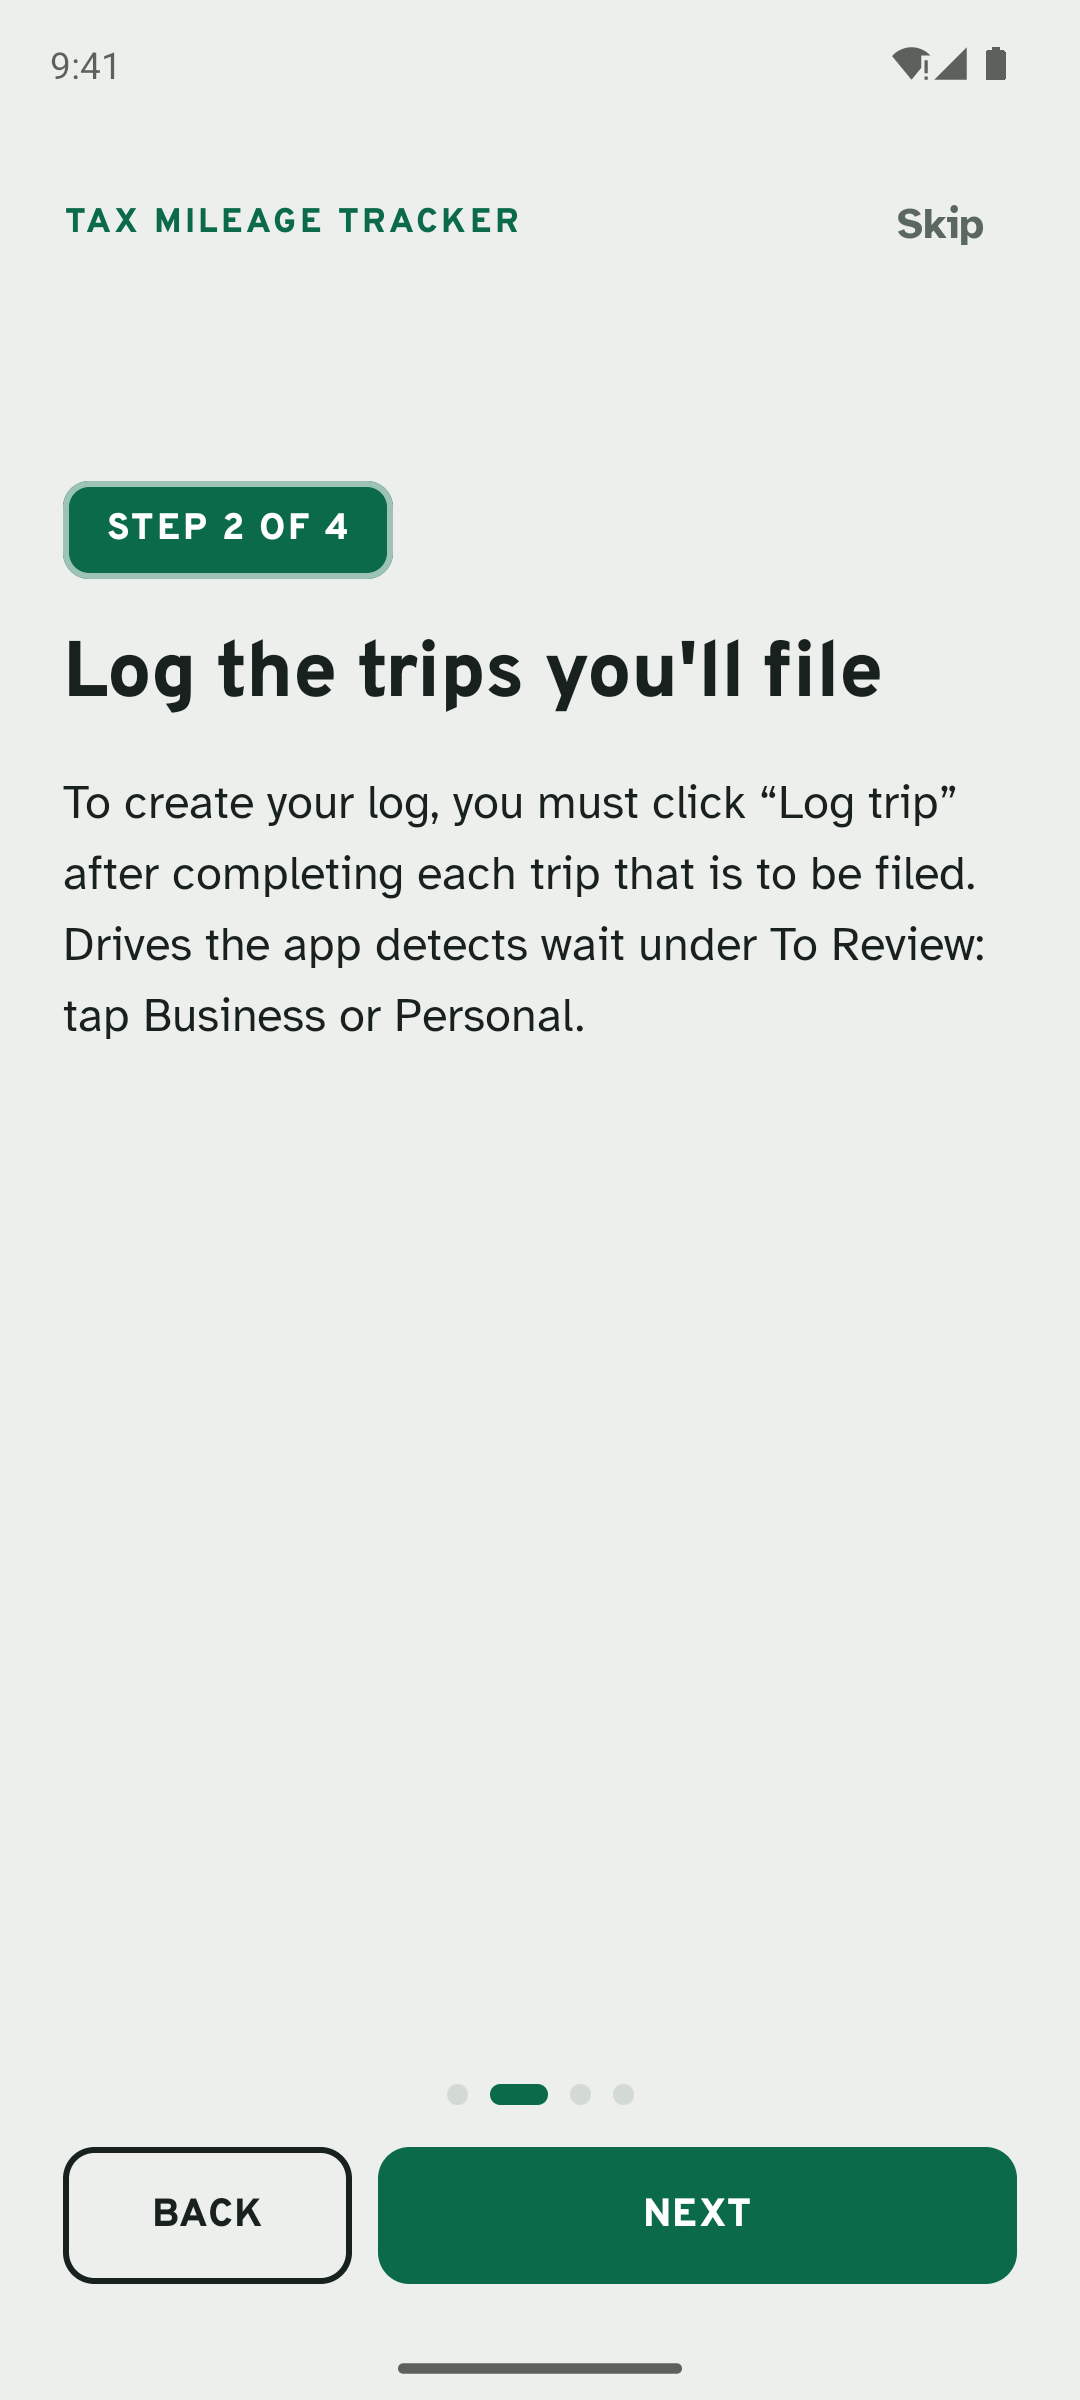 9:41
TAX MILEAGE TRACKER
Skip
STEP 2 OF 4
Log the trips you'll file
To create your log, you must click “Log trip”
after completing each trip that is to be filed.
Drives the app detects wait under To Review:
tap Business or Personal.
BACK
NEXT